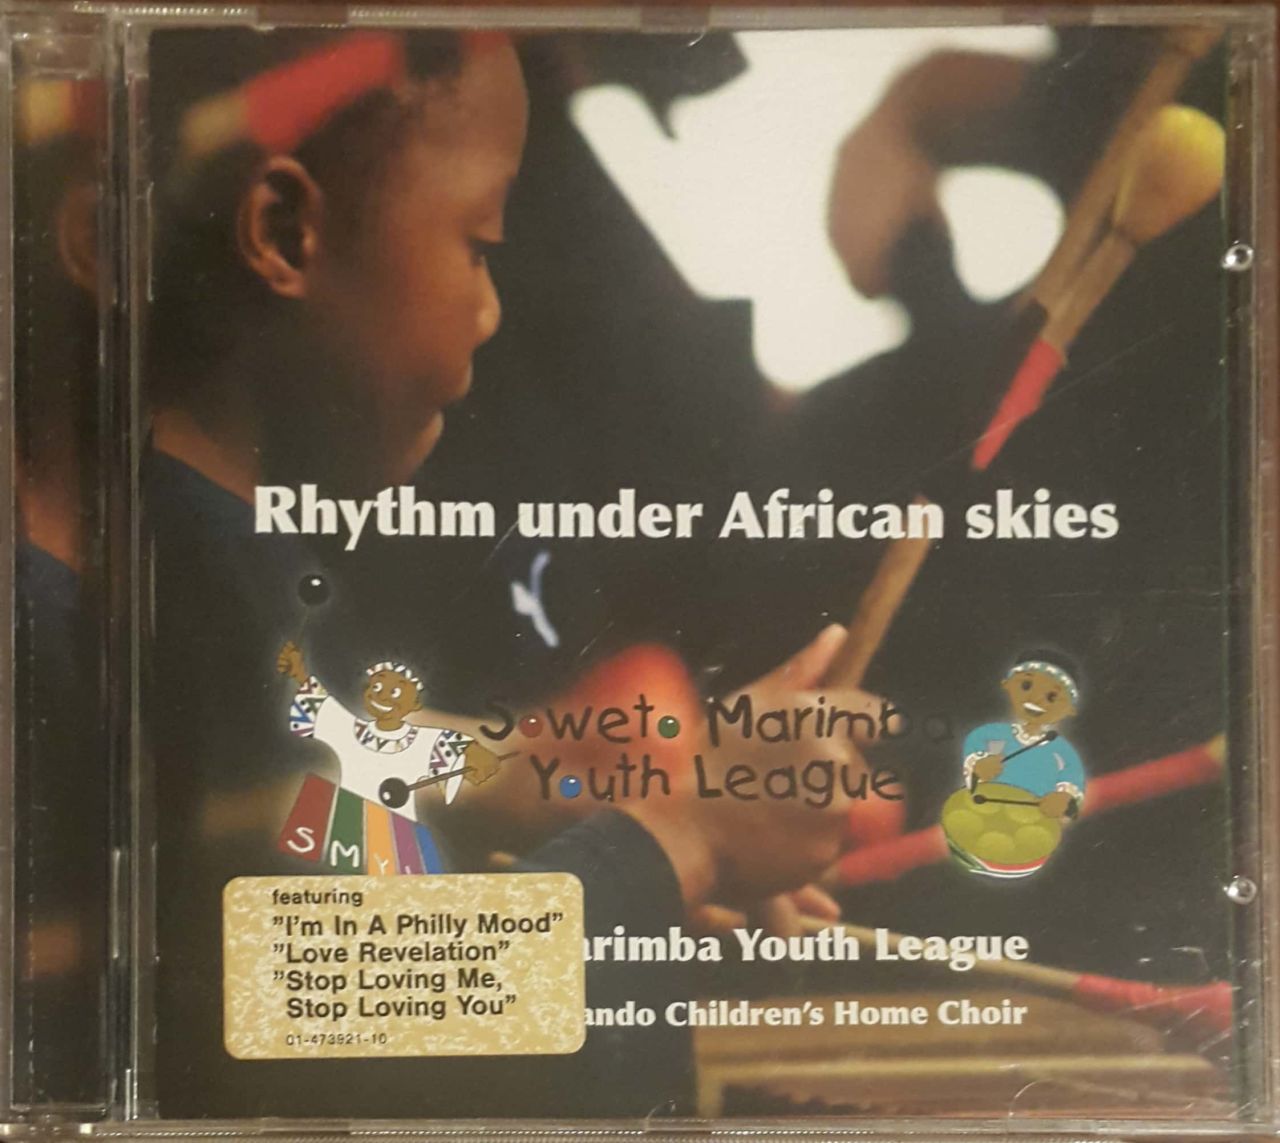 Rhythm under African skies
Soweto Marimba
Youth League
SMY
featuring
"I'm In A Philly Mood"
"Love Revelation"
"Stop Loving Me,
Stop Loving You"
01-473921-10
arimba Youth League
ando Children's Home Choir